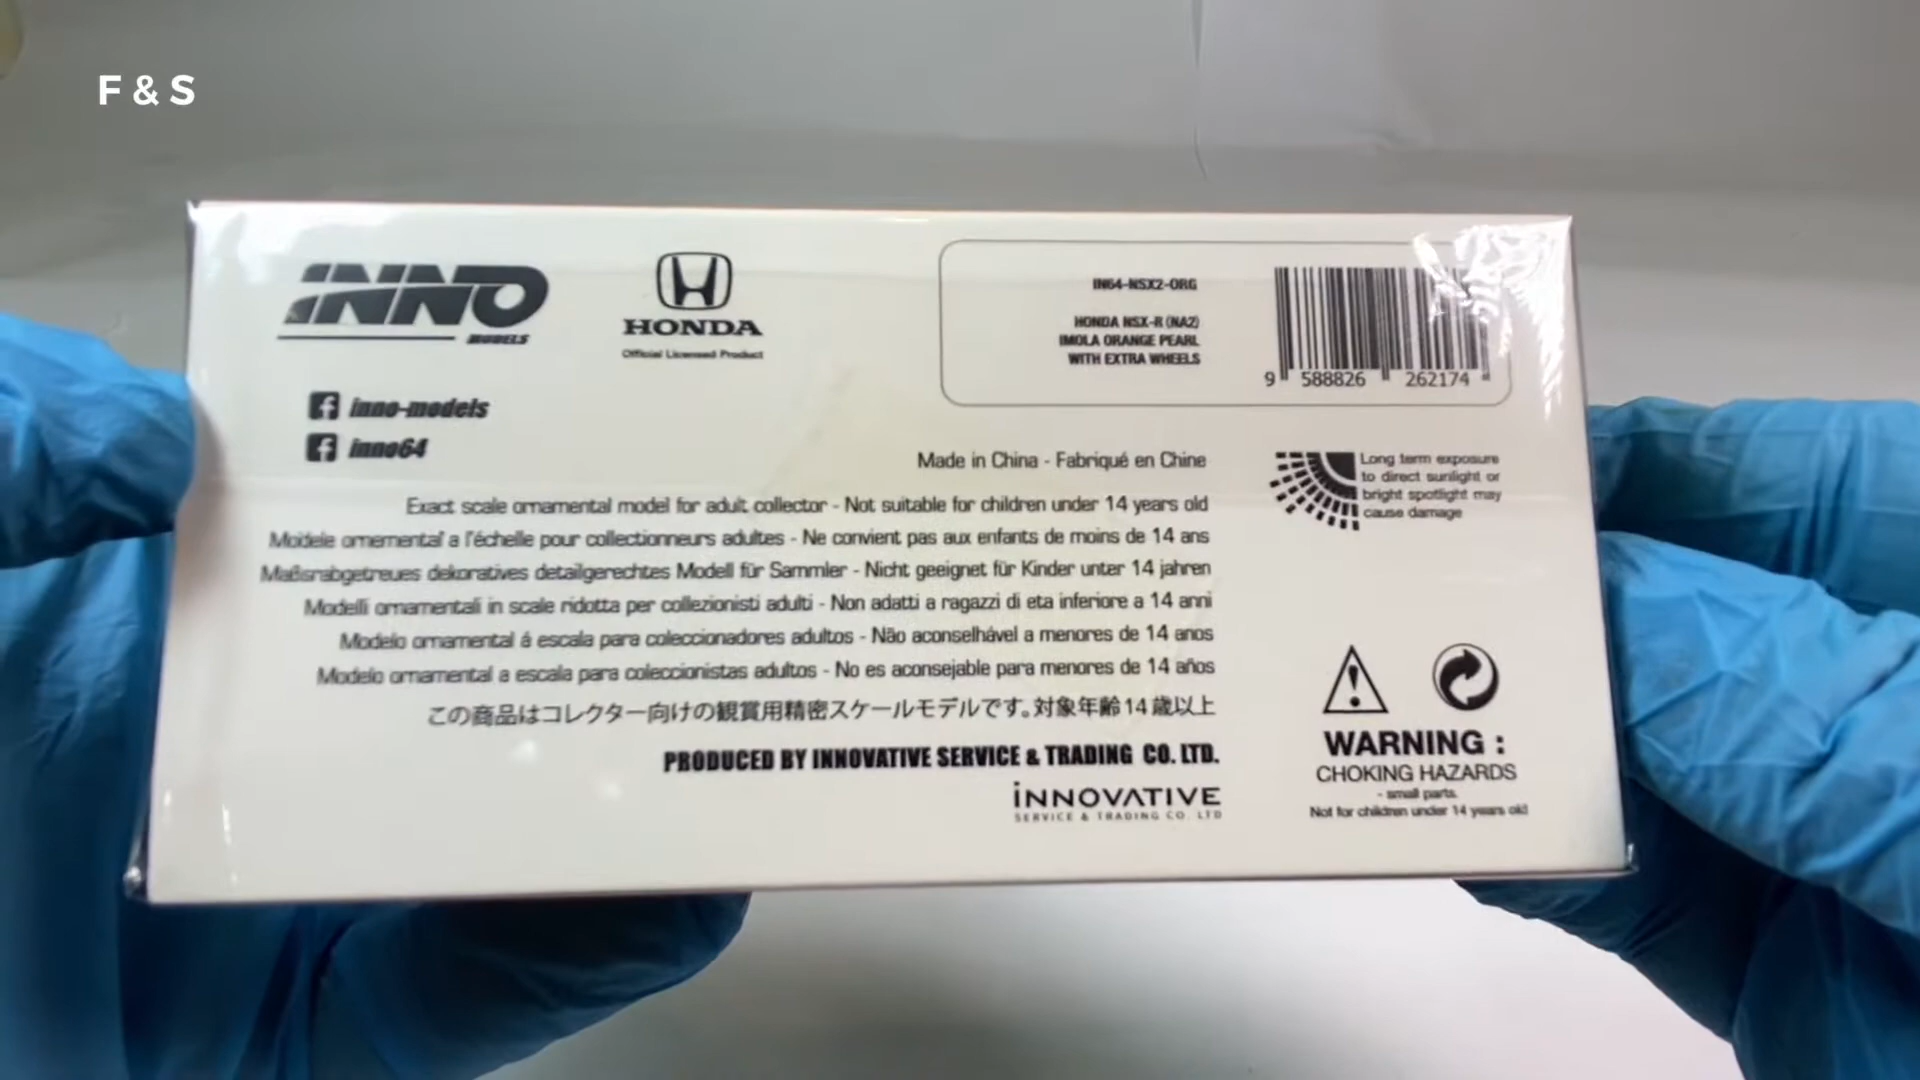 F & S
INNO
MODELS
HONDA
Official Licensed Product
inno-models
inno64
IN64-NSX2-ORG
HONDA NSX-R (NA2)
IMOLA ORANGE PEARL
WITH EXTRA WHEELS
9 588826 262174
Made in China - Fabriqué en Chine
Long term exposure
to direct sunlight or
bright spotlight may
cause damage
Exact scale ornamental model for adult collector - Not suitable for children under 14 years old
Moidele ornemental a l'échelle pour collectionneurs adultes - Ne convient pas aux enfants de moins de 14 ans
Maßsrabgetreues dekoratives detailgerechtes Modell für Sammler - Nicht geeignet für Kinder unter 14 jahren
Modelli ornamentali in scale ridotta per collezionisti adulti - Non adatti a ragazzi di eta inferiore a 14 anni
Modelo ornamental á escala para coleccionadores adultos - Não aconselhável a menores de 14 anos
Modelo ornamental a escala para coleccionistas adultos - No es aconsejable para menores de 14 años
この商品はコレクター向けの観賞用精密スケールモデルです。対象年齢14歳以上
PRODUCED BY INNOVATIVE SERVICE & TRADING CO. LTD.
INNOVATIVE
SERVICE & TRADING CO. LTD
WARNING :
CHOKING HAZARDS
- small parts.
Not for children under 14 years old